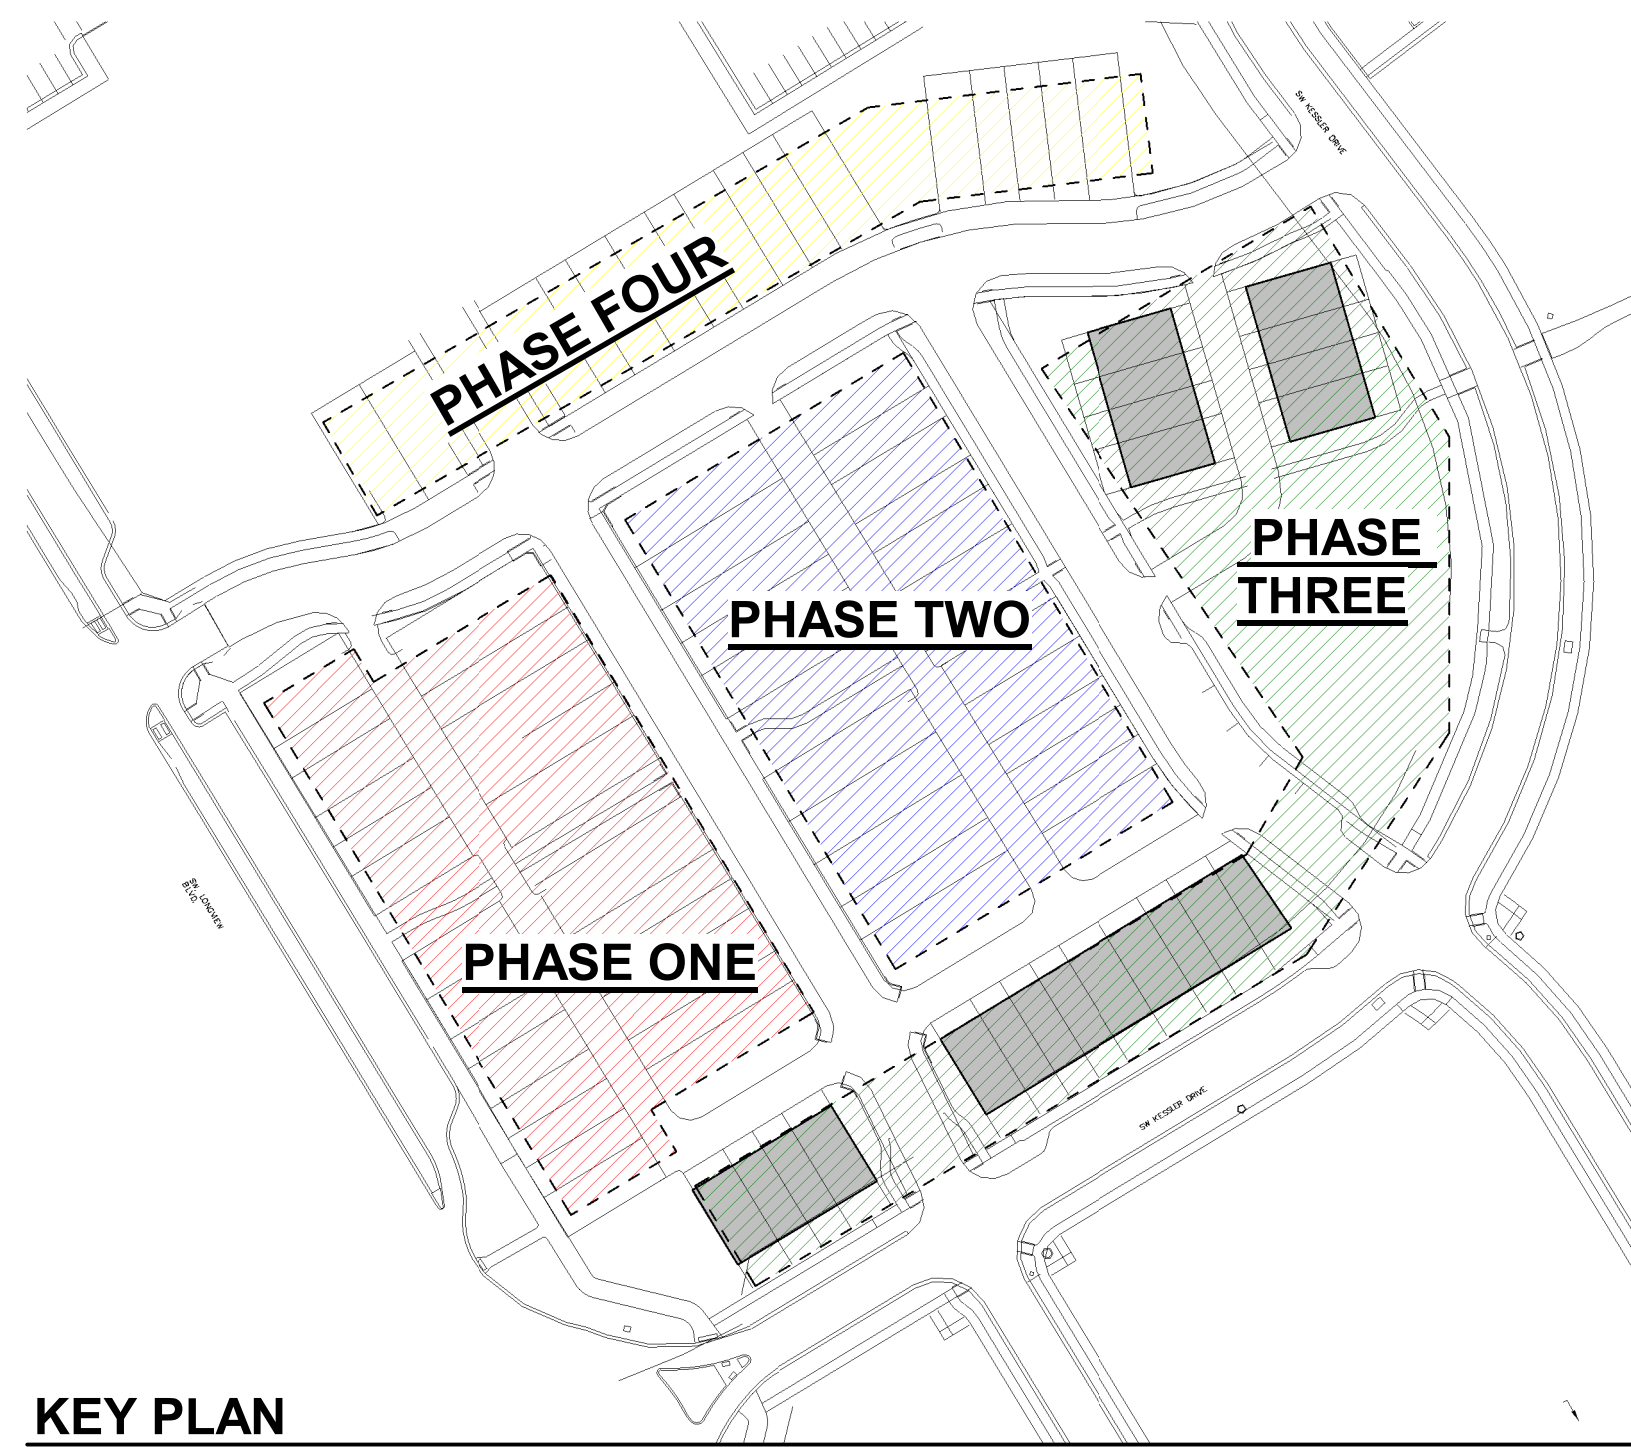 SW KESSLER DRIVE
PHASE FOUR
PHASE
THREE
PHASE TWO
SW. LONGVIEW
BLVD.
PHASE ONE
SW KESSLER DRIVE
KEY PLAN